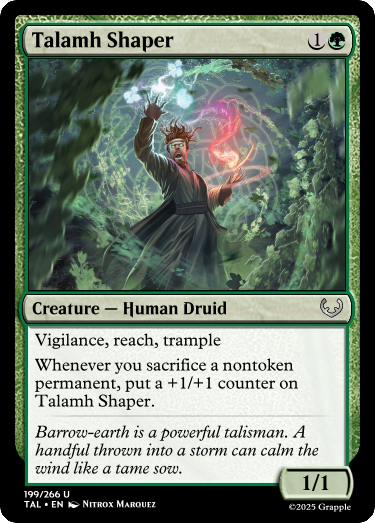 Talamh Shaper 1
Creature — Human Druid
Vigilance, reach, trample
Whenever you sacrifice a nontoken
permanent, put a +1/+1 counter on
Talamh Shaper.
Barrow-earth is a powerful talisman. A
handful thrown into a storm can calm the
wind like a tame sow.
1/1
199/266 U
TAL • EN Nitrox Marquez
©2025 Grapple